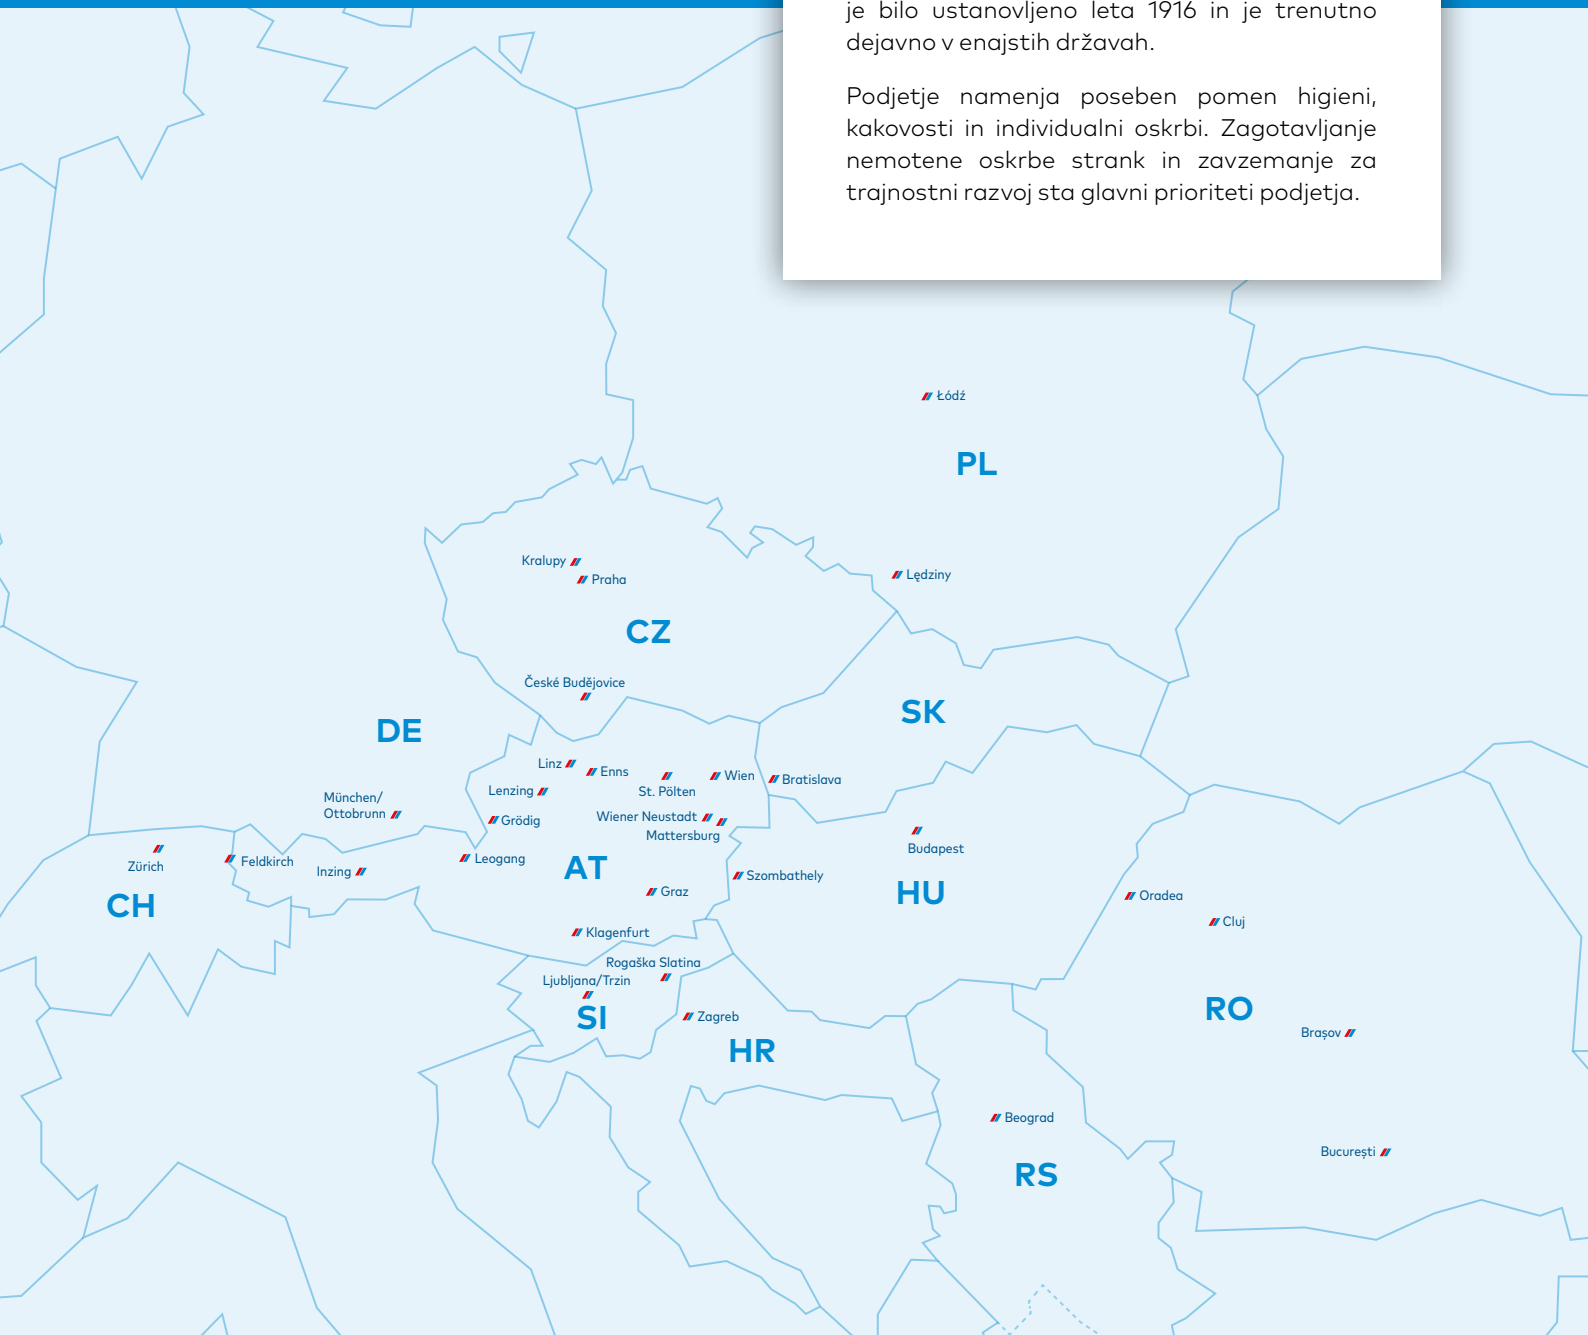 je bilo ustanovljeno leta 1916 in je trenutno
dejavno v enajstih državah.
Podjetje namenja poseben pomen higieni,
kakovosti in individualni oskrbi. Zagotavljanje
nemotene oskrbe strank in zavzemanje za
trajnostni razvoj sta glavni prioriteti podjetja.
Łódź
PL
Kralupy
Praha
Lędziny
CZ
České Budějovice
SK
DE
Linz
Enns
St. Pölten
Wien
Bratislava
Lenzing
München/
Ottobrunn
Grödig
Wiener Neustadt
Mattersburg
Budapest
Zürich
Feldkirch
Inzing
Leogang
AT
Szombathely
HU
CH
Graz
Oradea
Cluj
Klagenfurt
Rogaška Slatina
Ljubljana/Trzin
SI
Zagreb
HR
RO
Brașov
Beograd
RS
București